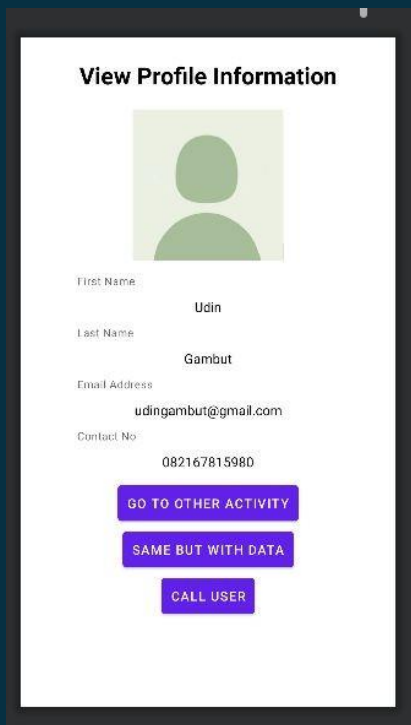 View Profile Information
First Name
Udin
Last Name
Gambut
Email Address
udingambut@gmail.com
Contact No
082167815980
GO TO OTHER ACTIVITY
SAME BUT WITH DATA
CALL USER